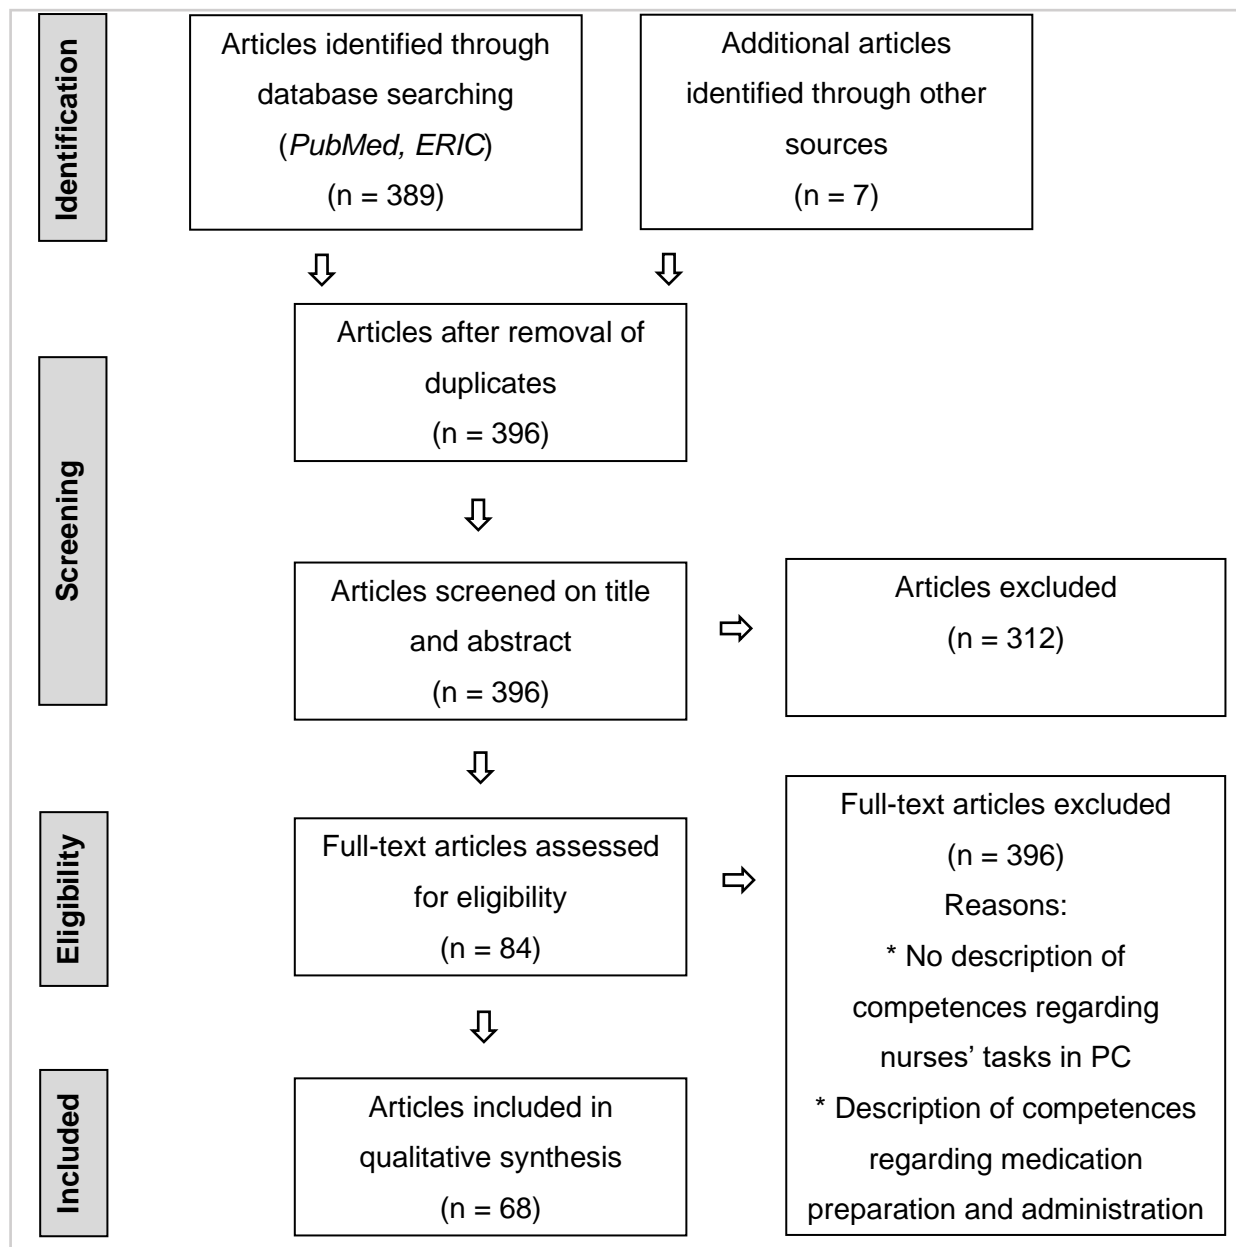 Identification
Articles identified through
database searching
(PubMed, ERIC)
(n = 389)
Additional articles
identified through other
sources
(n = 7)
Screening
Articles after removal of
duplicates
(n = 396)
Articles screened on title
and abstract
(n = 396)
Articles excluded
(n = 312)
Eligibility
Full-text articles assessed
for eligibility
(n = 84)
Full-text articles excluded
(n = 396)
Reasons:
* No description of
competences regarding
nurses’ tasks in PC
* Description of competences
regarding medication
preparation and administration
Included
Articles included in
qualitative synthesis
(n = 68)